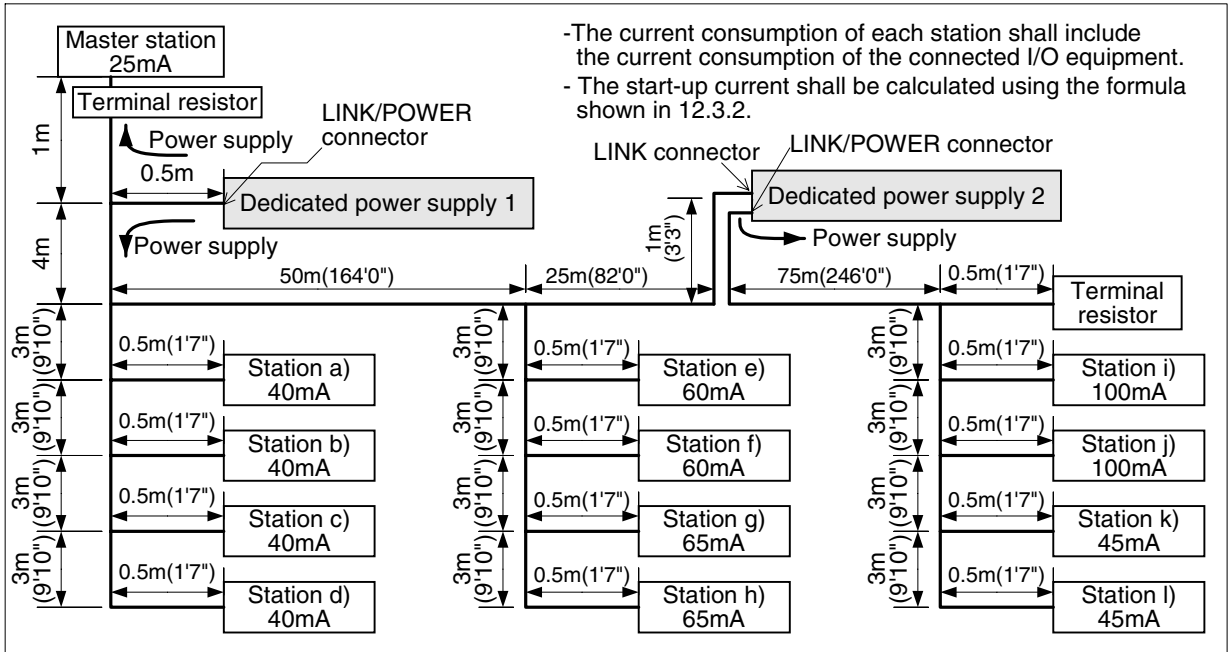 Master station
25mA
-The current consumption of each station shall include
the current consumption of the connected I/O equipment.
- The start-up current shall be calculated using the formula
shown in 12.3.2.
Terminal resistor
LINK/POWER
connector
1m
Power supply
0.5m
Dedicated power supply 1
LINK connector
LINK/POWER connector
Dedicated power supply 2
4m
Power supply
1m
(3'3")
Power supply
50m(164'0")
25m(82'0")
75m(246'0")
0.5m(1'7")
Terminal
resistor
3m
(9'10")
0.5m(1'7")
Station a)
40mA
3m
(9'10")
0.5m(1'7")
Station e)
60mA
3m
(9'10")
0.5m(1'7")
Station i)
100mA
3m
(9'10")
0.5m(1'7")
Station b)
40mA
3m
(9'10")
0.5m(1'7")
Station f)
60mA
3m
(9'10")
0.5m(1'7")
Station j)
100mA
3m
(9'10")
0.5m(1'7")
Station c)
40mA
3m
(9'10")
0.5m(1'7")
Station g)
65mA
3m
(9'10")
0.5m(1'7")
Station k)
45mA
3m
(9'10")
0.5m(1'7")
Station d)
40mA
3m
(9'10")
0.5m(1'7")
Station h)
65mA
3m
(9'10")
0.5m(1'7")
Station l)
45mA